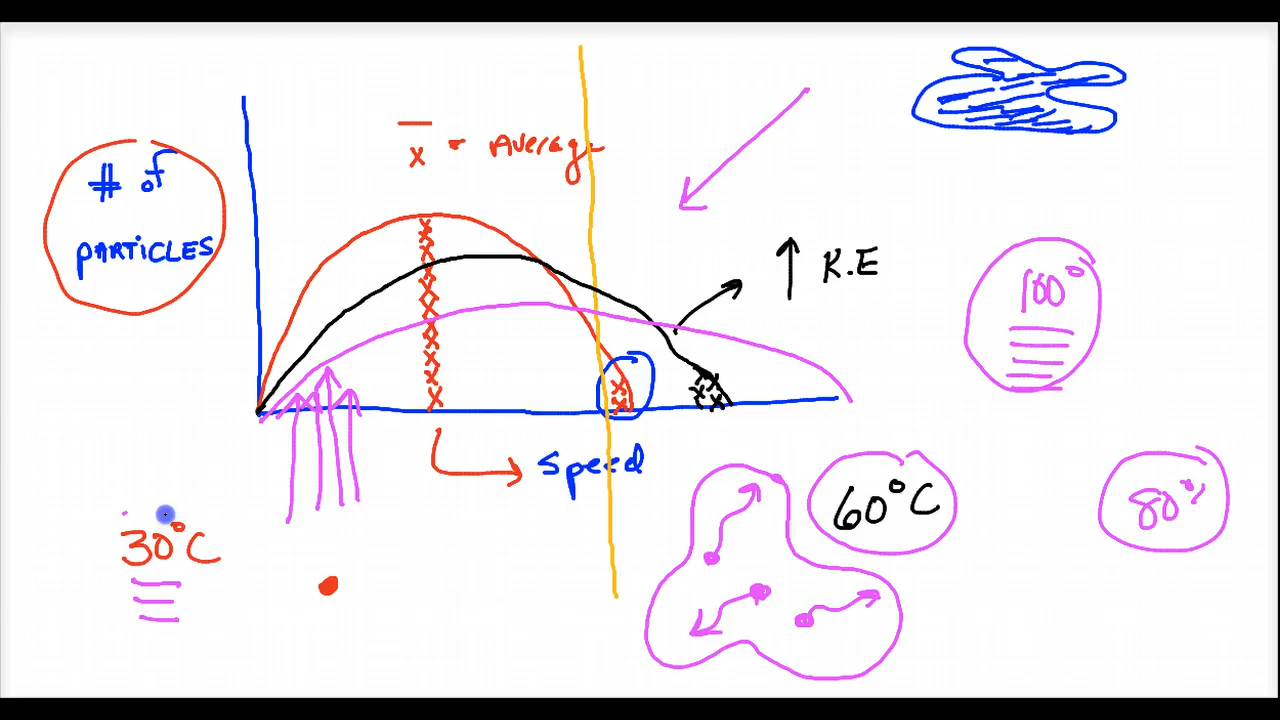 # of
PARTICLES
x̄ = Average
↑ K.E
100°
Speed
30°C
60°C
80°